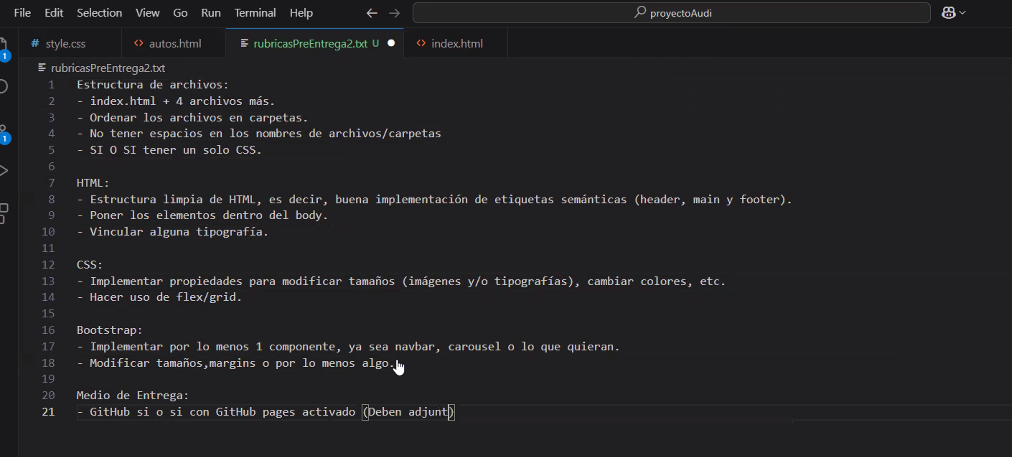 File Edit Selection View Go Run Terminal Help ← → proyectoAudi
# style.css <> autos.html rubricasPreEntrega2.txt U ● <> index.html
rubricasPreEntrega2.txt
1 Estructura de archivos:
2 - index.html + 4 archivos más.
3 - Ordenar los archivos en carpetas.
4 - No tener espacios en los nombres de archivos/carpetas
5 - SI O SI tener un solo CSS.
6
7 HTML:
8 - Estructura limpia de HTML, es decir, buena implementación de etiquetas semánticas (header, main y footer).
9 - Poner los elementos dentro del body.
10 - Vincular alguna tipografía.
11
12 CSS:
13 - Implementar propiedades para modificar tamaños (imágenes y/o tipografías), cambiar colores, etc.
14 - Hacer uso de flex/grid.
15
16 Bootstrap:
17 - Implementar por lo menos 1 componente, ya sea navbar, carousel o lo que quieran.
18 - Modificar tamaños,margins o por lo menos algo.
19
20 Medio de Entrega:
21 - GitHub si o si con GitHub pages activado (Deben adjunt)
1
1